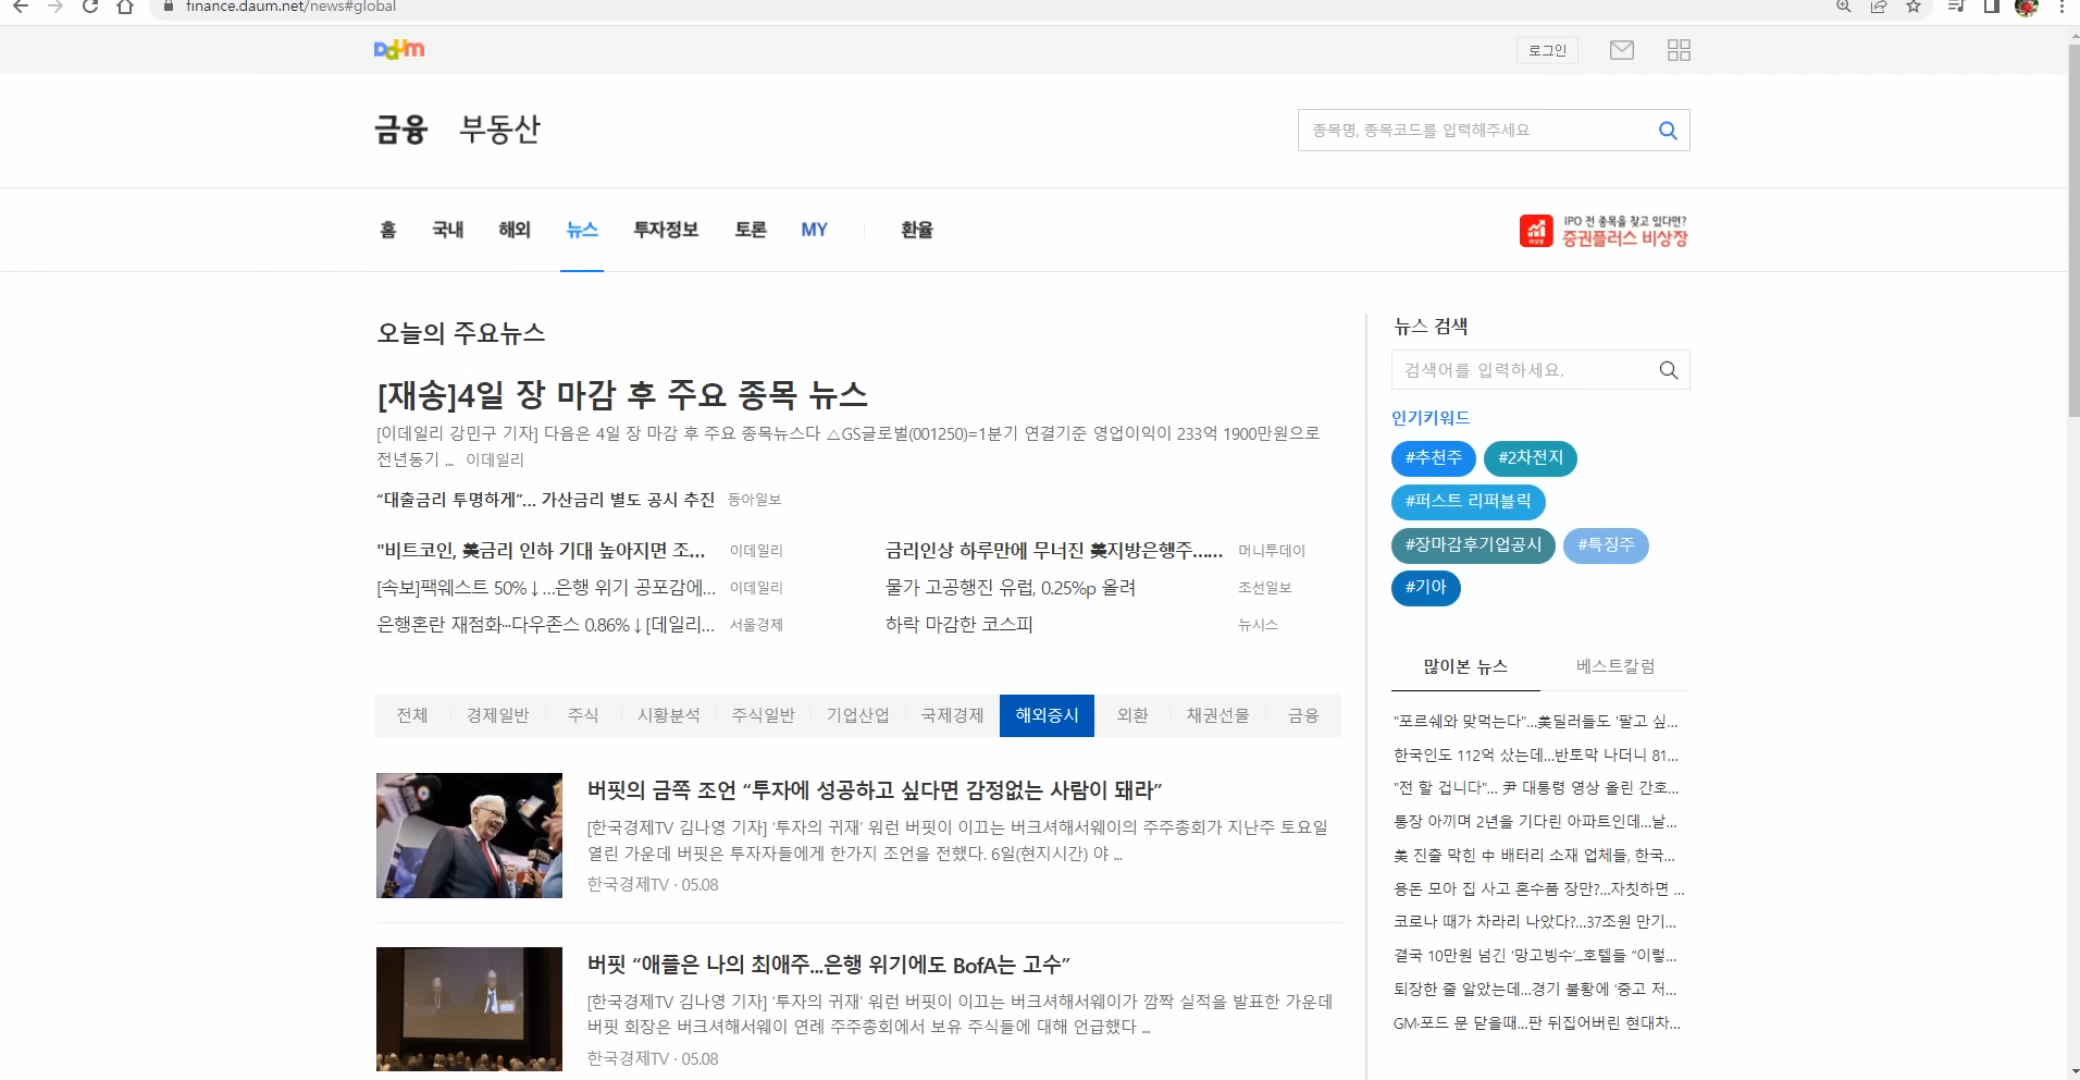 finance.daum.net/news#global
Daum
로그인
금융 부동산
종목명, 종목코드를 입력해주세요
홈 국내 해외 뉴스 투자정보 토론 MY 환율
IPO 전 종목을 찾고 있다면?
증권플러스 비상장
오늘의 주요뉴스
[재송]4일 장 마감 후 주요 종목 뉴스
[이데일리 강민구 기자] 다음은 4일 장 마감 후 주요 종목뉴스다 △GS글로벌(001250)=1분기 연결기준 영업이익이 233억 1900만원으로
전년동기 ... 이데일리
“대출금리 투명하게”... 가산금리 별도 공시 추진 동아일보
"비트코인, 美금리 인하 기대 높아지면 조... 이데일리
금리인상 하루만에 무너진 美지방은행주...... 머니투데이
[속보]팩웨스트 50%↓...은행 위기 공포감에... 이데일리
물가 고공행진 유럽, 0.25%p 올려 조선일보
은행혼란 재점화…다우존스 0.86%↓[데일리... 서울경제
하락 마감한 코스피 뉴시스
전체 경제일반 주식 시황분석 주식일반 기업산업 국제경제 해외증시 외환 채권선물 금융
버핏의 금쪽 조언 “투자에 성공하고 싶다면 감정없는 사람이 돼라”
[한국경제TV 김나영 기자] ‘투자의 귀재’ 워런 버핏이 이끄는 버크셔해서웨이의 주주총회가 지난주 토요일
열린 가운데 버핏은 투자자들에게 한가지 조언을 전했다. 6일(현지시간) 야 ...
한국경제TV · 05.08
버핏 “애플은 나의 최애주...은행 위기에도 BofA는 고수”
[한국경제TV 김나영 기자] ‘투자의 귀재’ 워런 버핏이 이끄는 버크셔해서웨이가 깜짝 실적을 발표한 가운데
버핏 회장은 버크셔해서웨이 연례 주주총회에서 보유 주식들에 대해 언급했다 ...
한국경제TV · 05.08
뉴스 검색
검색어를 입력하세요.
인기키워드
#추천주 #2차전지
#퍼스트 리퍼블릭
#장마감후기업공시 #특징주
#기아
많이본 뉴스 베스트칼럼
"포르쉐와 맞먹는다"...美딜러들도 '팔고 싶...
한국인도 112억 샀는데...반토막 나더니 81...
"전 할 겁니다"... 尹 대통령 영상 올린 간호...
통장 아끼며 2년을 기다린 아파트인데...날...
美 진출 막힌 中 배터리 소재 업체들, 한국...
용돈 모아 집 사고 혼수품 장만?...자칫하면 ...
코로나 때가 차라리 나았다?...37조원 만기...
결국 10만원 넘긴 '망고빙수'...호텔들 "이렇...
퇴장한 줄 알았는데...경기 불황에 '중고 저...
GM·포드 문 닫을때...판 뒤집어버린 현대차...